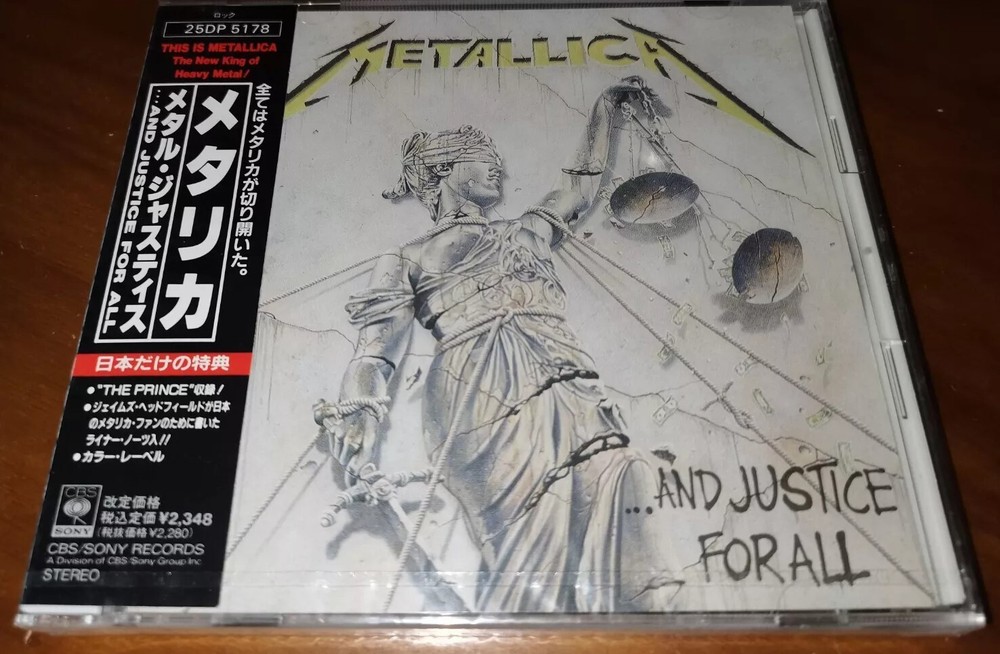 ロック
25DP 5178
THIS IS METALLICA
The New King of
Heavy Metal!
全てはメタリカが切り開いた。
メタリカ
メタル・ジャスティス
...AND JUSTICE FOR ALL
日本だけの特典
●"THE PRINCE"収録!
●ジェイムズ・ヘッドフィールドが日本
のメタリカ・ファンのために書いた
ライナー・ノーツ入!!
●カラー・レーベル
CBS
SONY
改定価格
税込定価¥2,348
(税抜価格¥2,280)
CBS/SONY RECORDS
A Division of CBS/Sony Group Inc
STEREO
METALLICA
...AND JUSTICE
FOR ALL